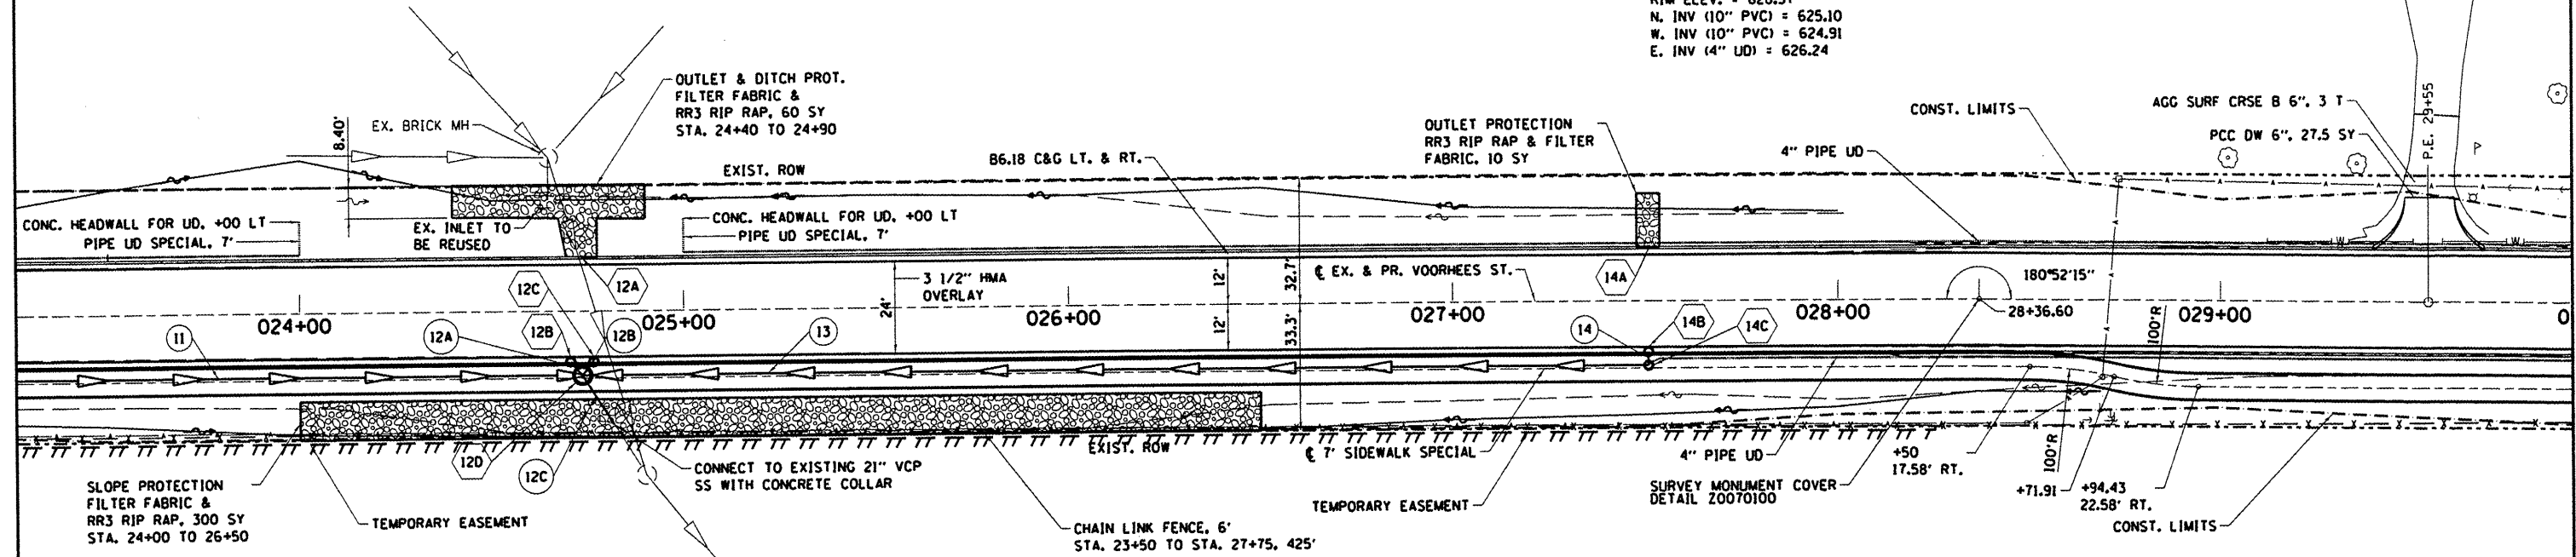 RIM ELEV. = 626.51
N. INV (10" PVC) = 625.10
W. INV (10" PVC) = 624.91
E. INV (4" UD) = 626.24
OUTLET & DITCH PROT.
FILTER FABRIC &
RR3 RIP RAP, 60 SY
STA. 24+40 TO 24+90
EX. BRICK MH
8.40'
OUTLET PROTECTION
RR3 RIP RAP & FILTER
FABRIC, 10 SY
CONST. LIMITS
AGG SURF CRSE B 6", 3 T
PCC DW 6", 27.5 SY
P.E. 29+55
P
B6.18 C&G LT. & RT.
4" PIPE UD
EXIST. ROW
CONC. HEADWALL FOR UD, +00 LT
PIPE UD SPECIAL, 7'
EX. INLET TO
BE REUSED
CONC. HEADWALL FOR UD, +00 LT
PIPE UD SPECIAL, 7'
W
W
12C
12A
3 1/2" HMA
OVERLAY
24'
12'
12'
32.7'
33.3'
℄ EX. & PR. VOORHEES ST.
14A
180°52'15"
28+36.60
024+00
025+00
026+00
027+00
028+00
029+00
0
11
12A
12B
12B
13
14
14B
14C
100'R
100'R
12D
12C
CONNECT TO EXISTING 21" VCP
SS WITH CONCRETE COLLAR
EXIST. ROW
℄ 7' SIDEWALK SPECIAL
4" PIPE UD
+50
17.58' RT.
SLOPE PROTECTION
FILTER FABRIC &
RR3 RIP RAP, 300 SY
STA. 24+00 TO 26+50
TEMPORARY EASEMENT
TEMPORARY EASEMENT
SURVEY MONUMENT COVER
DETAIL Z0070100
+71.91
+94.43
22.58' RT.
CONST. LIMITS
CHAIN LINK FENCE, 6'
STA. 23+50 TO STA. 27+75, 425'